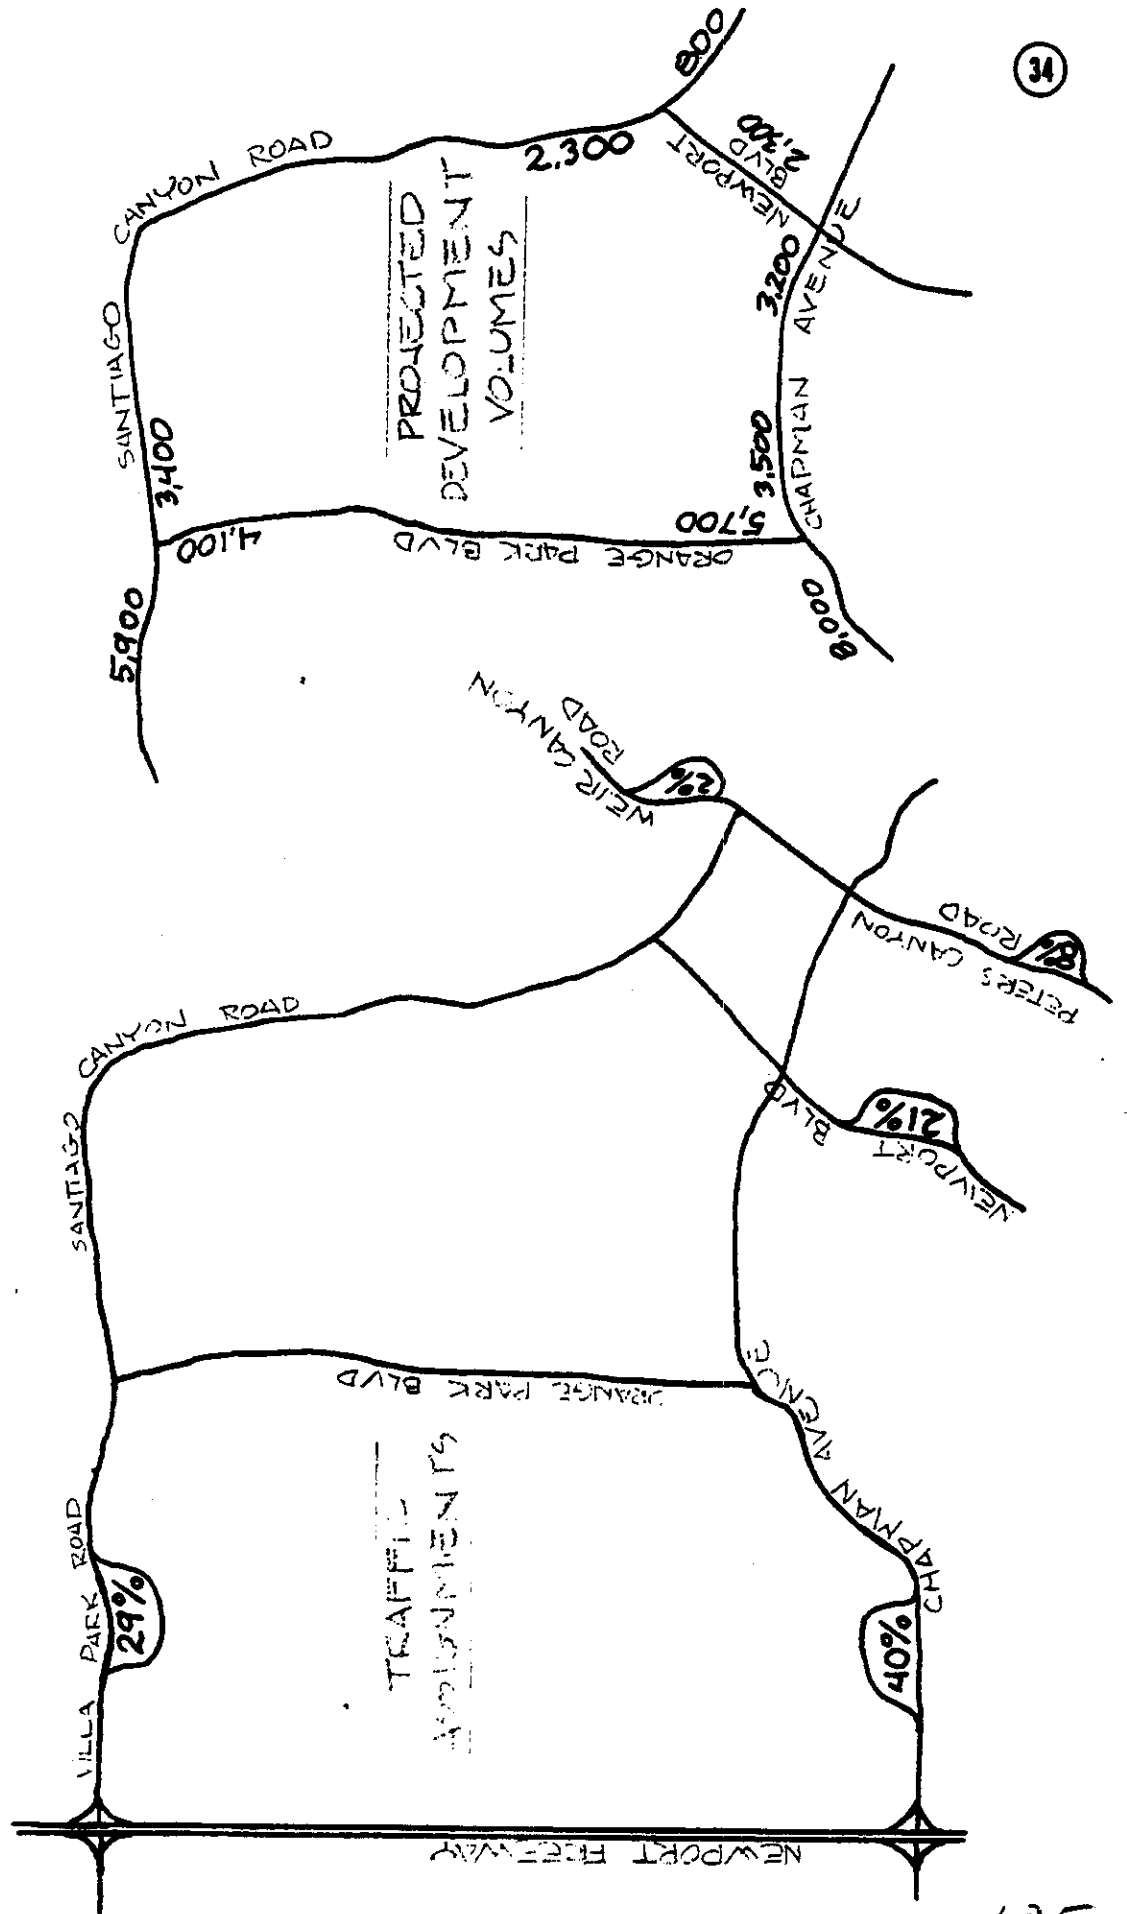 34
PROJECTED
DEVELOPMENT
VOLUMES
SANTIAGO CANYON ROAD
800
2,300
NEWPORT
BLVD
2,300
3,400
3,200
3,500
CHAPMAN AVENUE
4,100
5,700
ORANGE PARK BLVD
5,900
8,000
TRAFFIC
WEIR CANYON
ROAD
2%
PETERS CANYON
ROAD
8%
SANTIAGO CANYON ROAD
NEWPORT BLVD
21%
ORANGE PARK BLVD
VILLA PARK ROAD
29%
CHAPMAN AVENUE
40%
NEWPORT FREEWAY